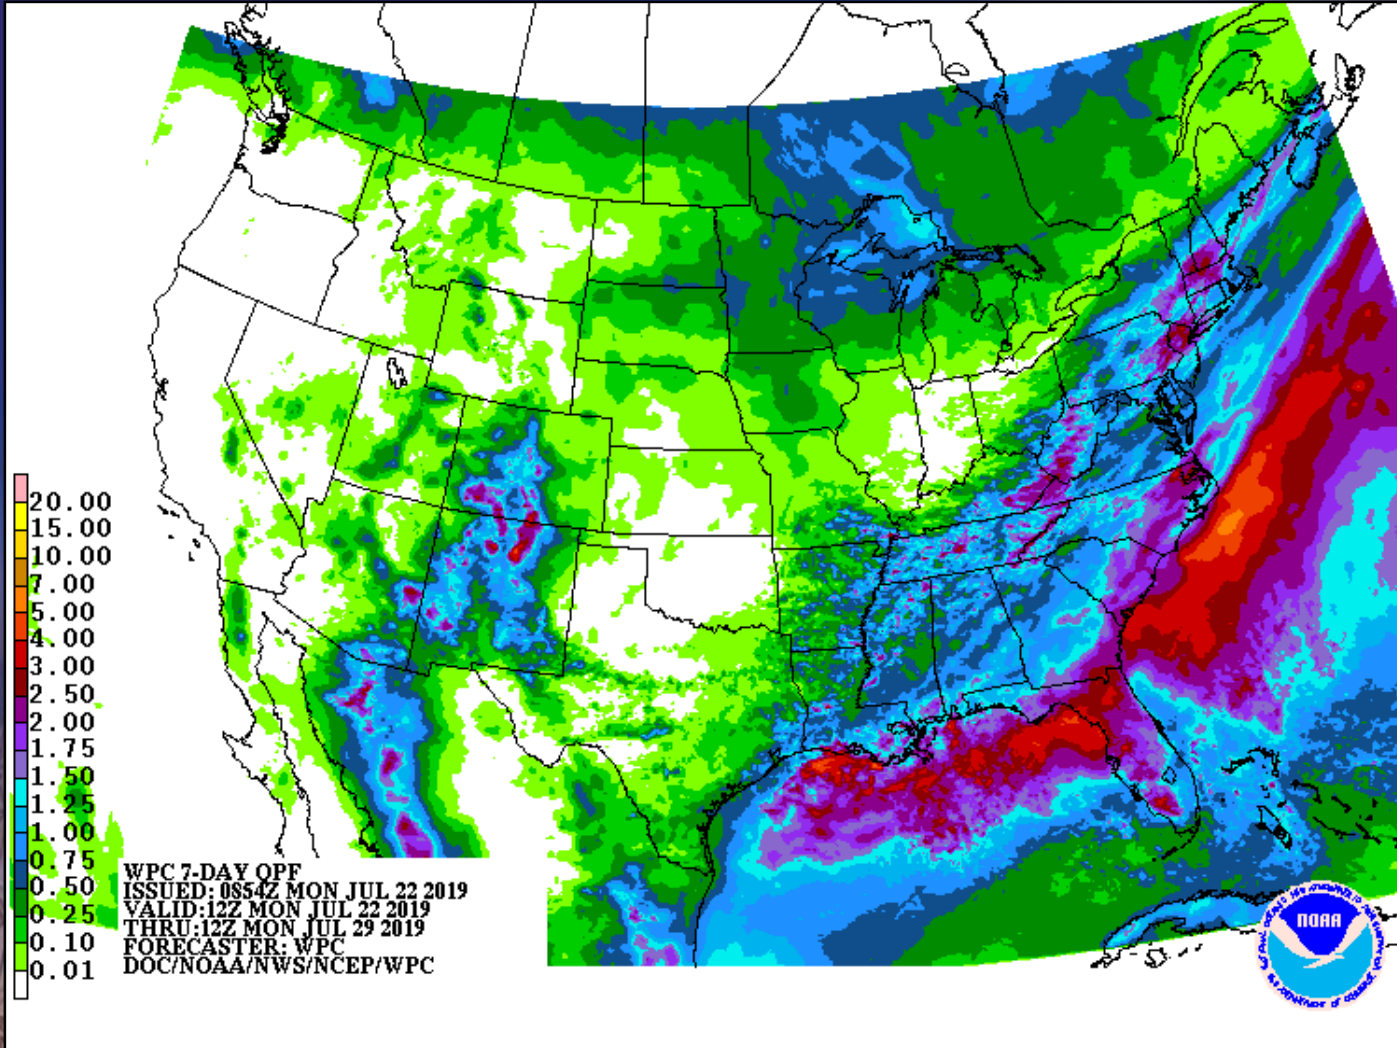 20.00
15.00
10.00
7.00
5.00
4.00
3.00
2.50
2.00
1.75
1.50
1.25
1.00
0.75
0.50
0.25
0.10
0.01
WPC 7-DAY QPF
ISSUED: 0854Z MON JUL 22 2019
VALID:12Z MON JUL 22 2019
THRU:12Z MON JUL 29 2019
FORECASTER: WPC
DOC/NOAA/NWS/NCEP/WPC
NOAA